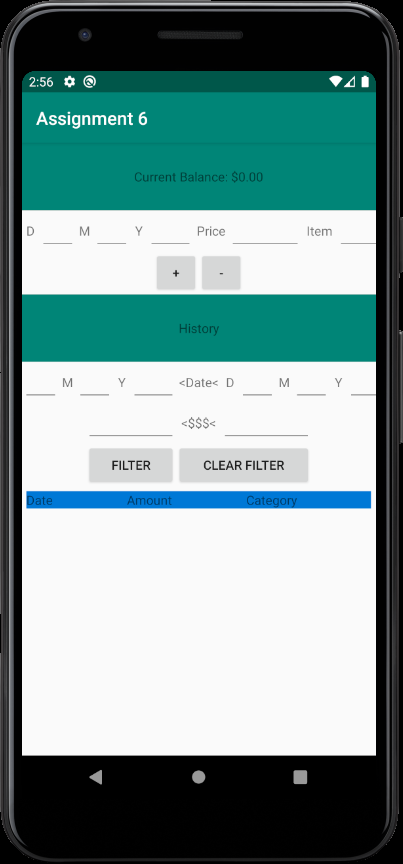 2:56
Assignment 6
Current Balance: $0.00
D M Y Price Item
+ -
History
M Y <Date< D M Y
<$$$<
FILTER CLEAR FILTER
Date Amount Category